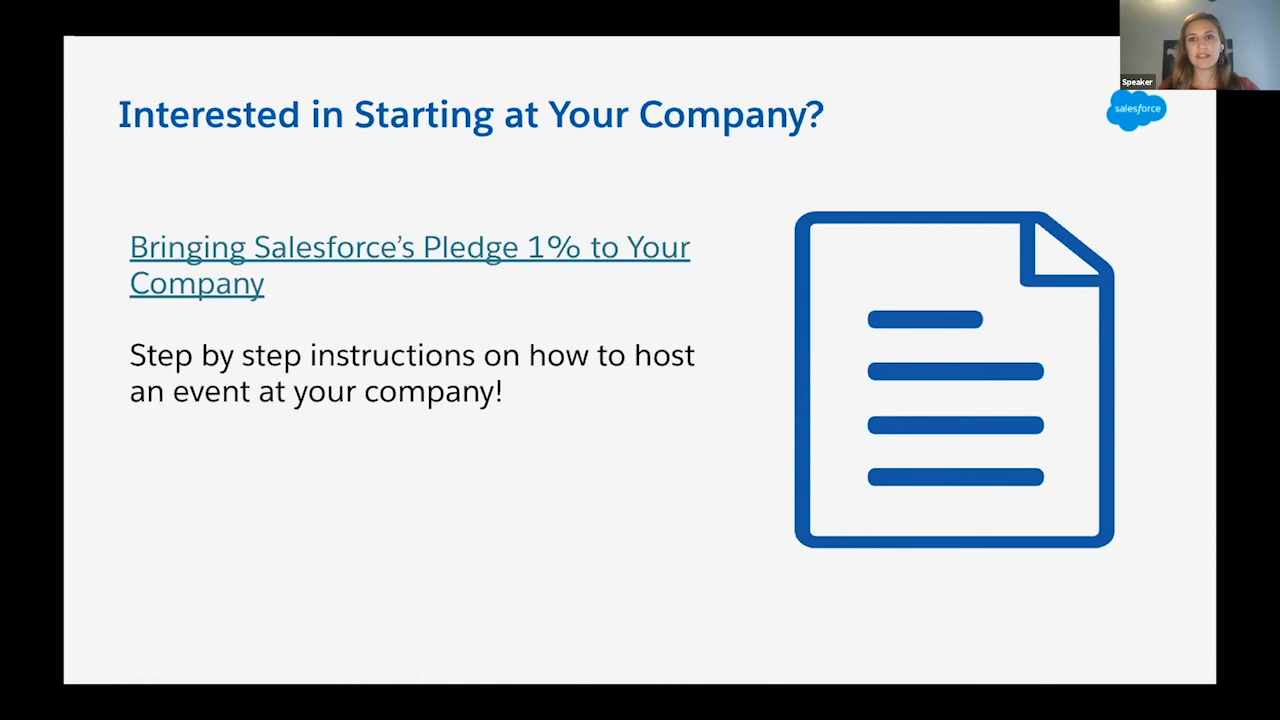 Speaker
salesforce
Interested in Starting at Your Company?
Bringing Salesforce’s Pledge 1% to Your
Company
Step by step instructions on how to host
an event at your company!